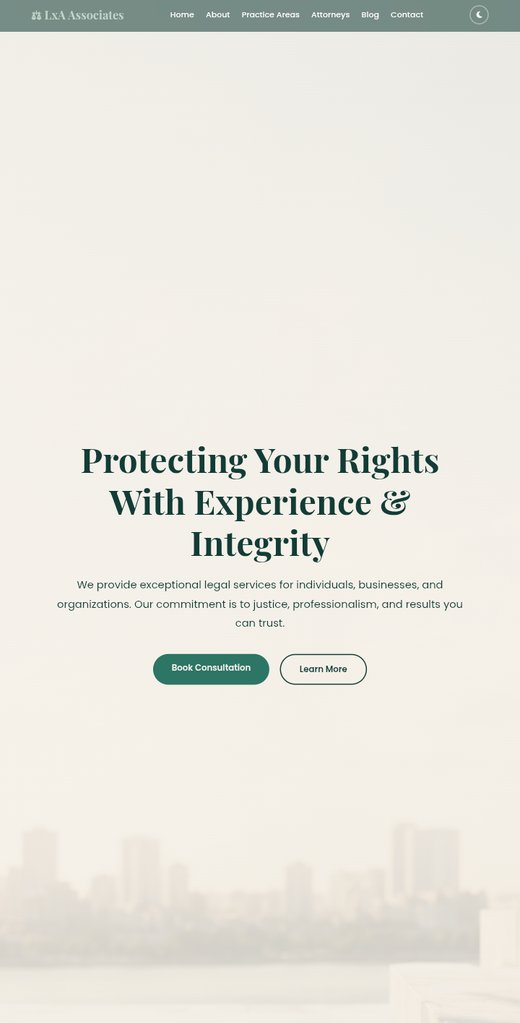 LxA Associates
Home
About
Practice Areas
Attorneys
Blog
Contact
Protecting Your Rights
With Experience &
Integrity
We provide exceptional legal services for individuals, businesses, and
organizations. Our commitment is to justice, professionalism, and results you
can trust.
Book Consultation
Learn More